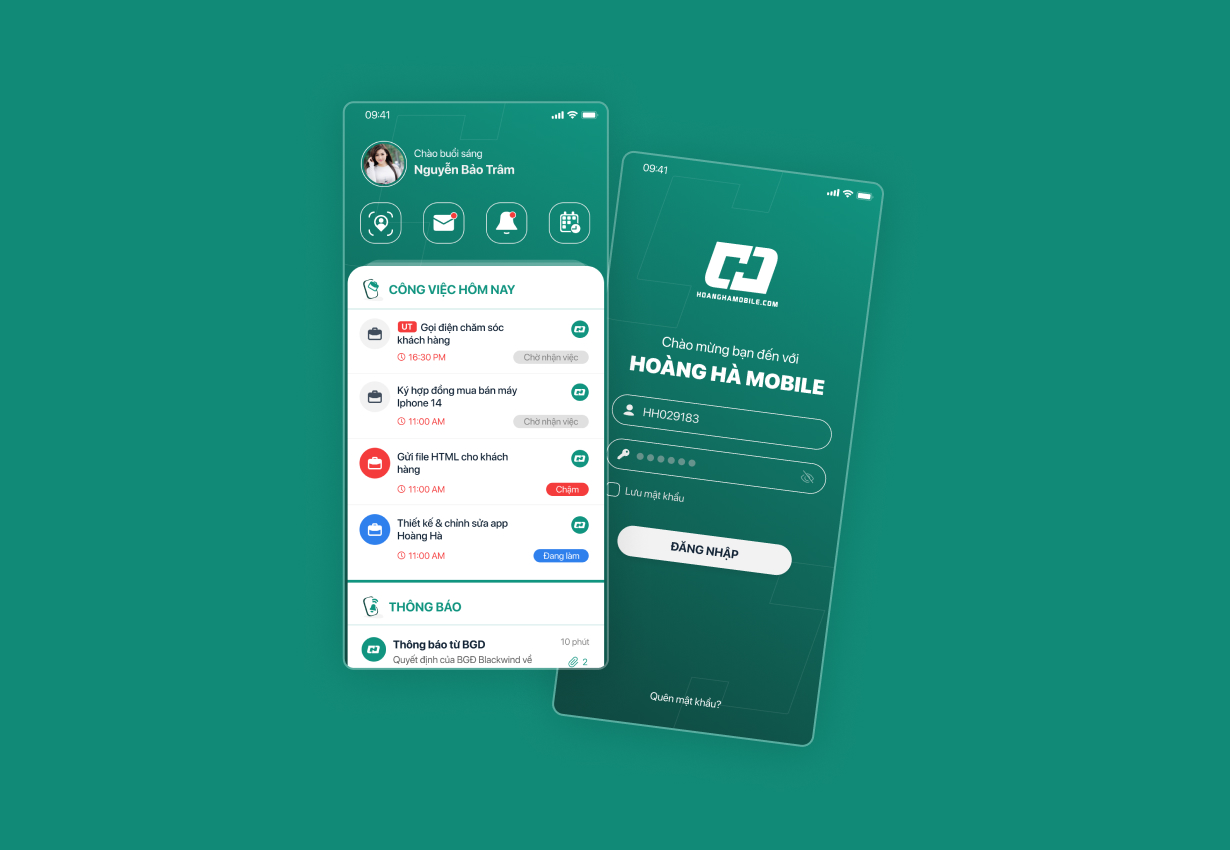 09:41
Chào buổi sáng
Nguyễn Bảo Trâm
CÔNG VIỆC HÔM NAY
UT Gọi điện chăm sóc
khách hàng
16:30 PM
Chờ nhận việc
Ký hợp đồng mua bán máy
Iphone 14
11:00 AM
Chờ nhận việc
Gửi file HTML cho khách
hàng
11:00 AM
Chậm
Thiết kế & chỉnh sửa app
Hoàng Hà
11:00 AM
Đang làm
THÔNG BÁO
Thông báo từ BGD
10 phút
Quyết định của BGĐ Blackwind về
2
09:41
HOANGHAMOBILE.COM
Chào mừng bạn đến với
HOÀNG HÀ MOBILE
HH029183
Lưu mật khẩu
ĐĂNG NHẬP
Quên mật khẩu?